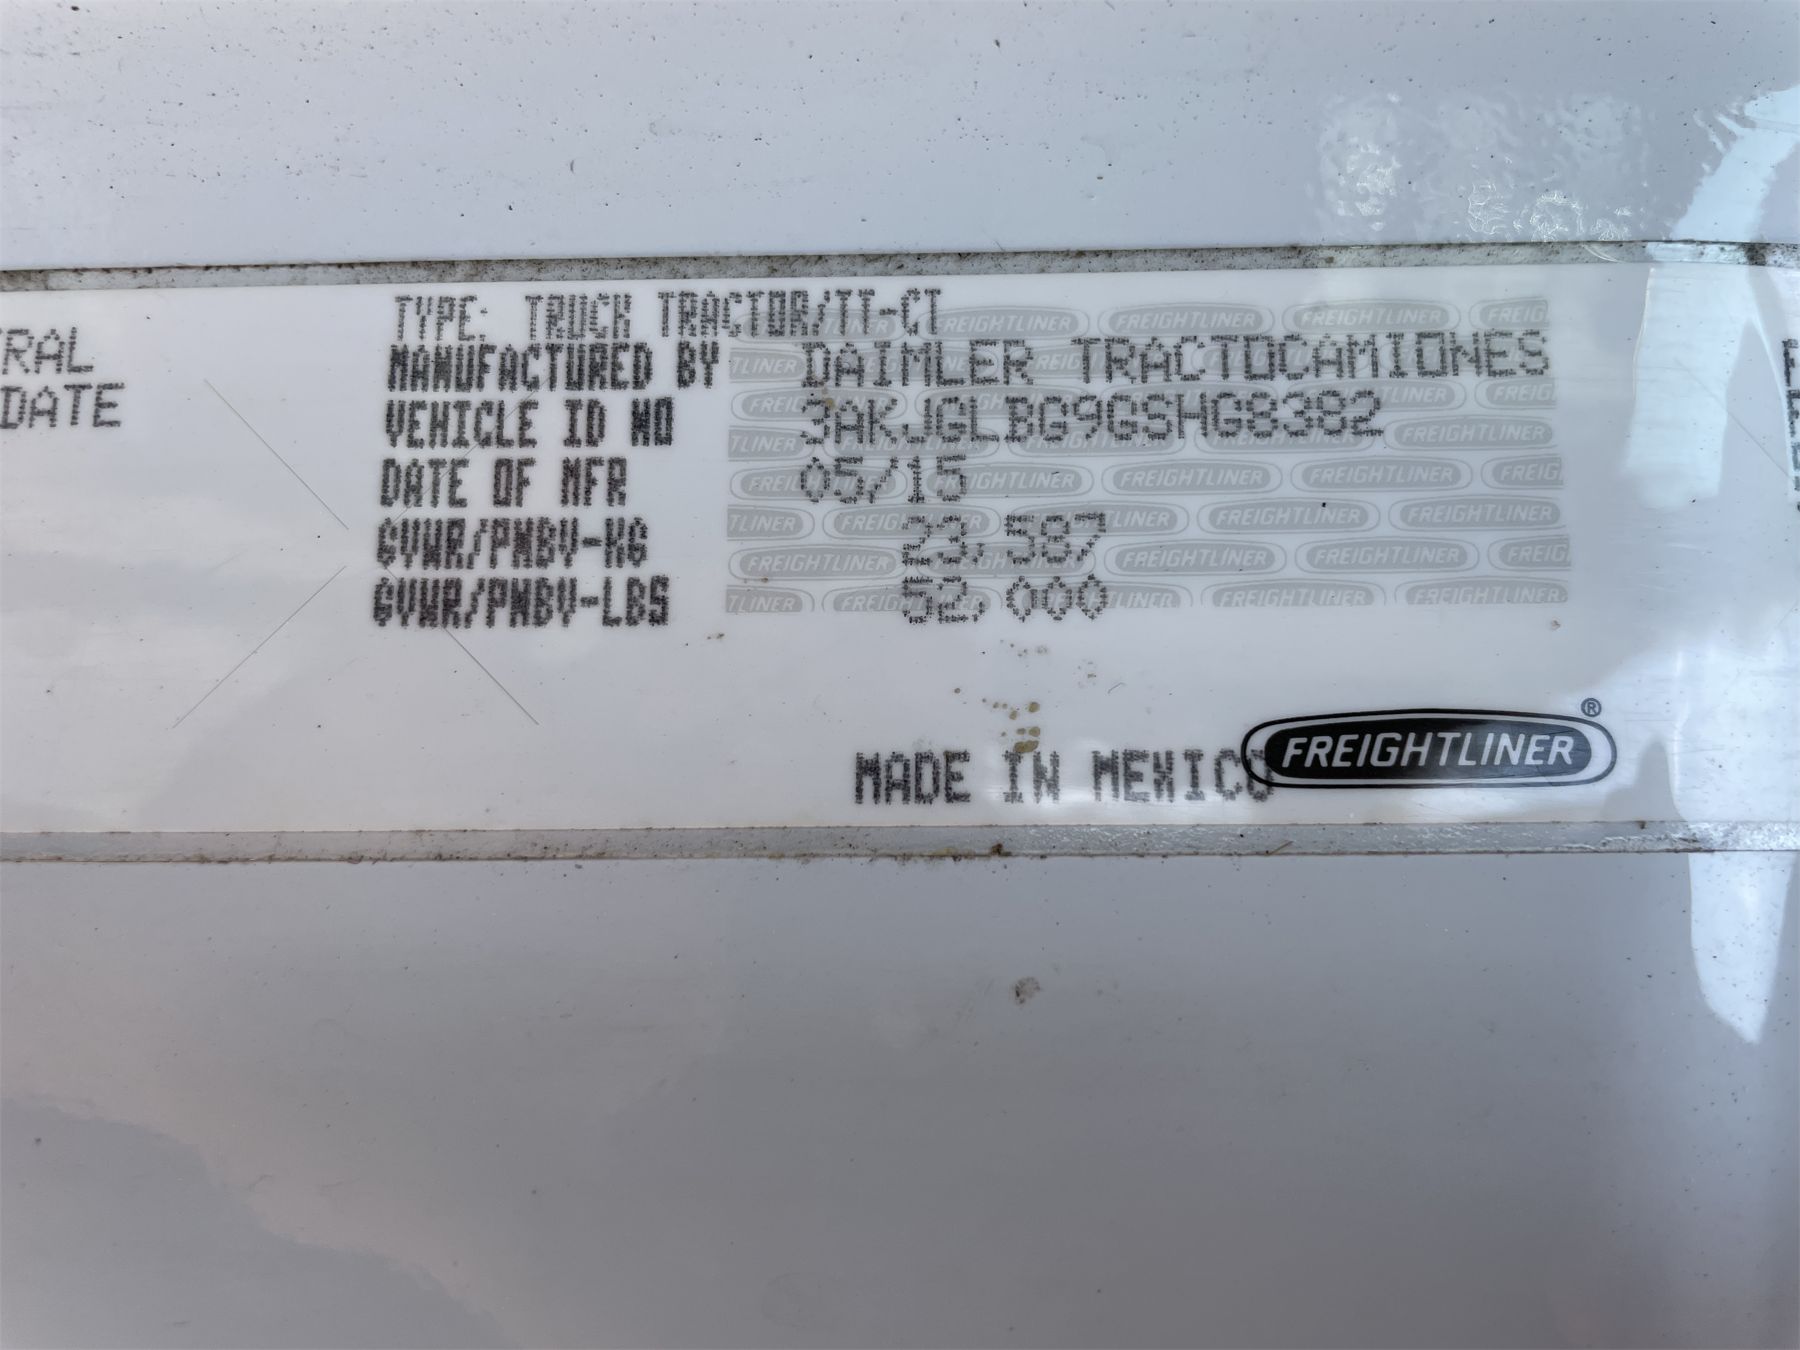 RAL
DATE
TYPE: TRUCK TRACTOR/TT-CT
MANUFACTURED BY DAIMLER TRACTOCAMIONES
VEHICLE ID NO 3AKJGLBG9GSHG8382
DATE OF MFR 05/15
GVWR/PNBV-KG 23,587
GVWR/PNBV-LBS 52,000
MADE IN MEXICO
FREIGHTLINER ®